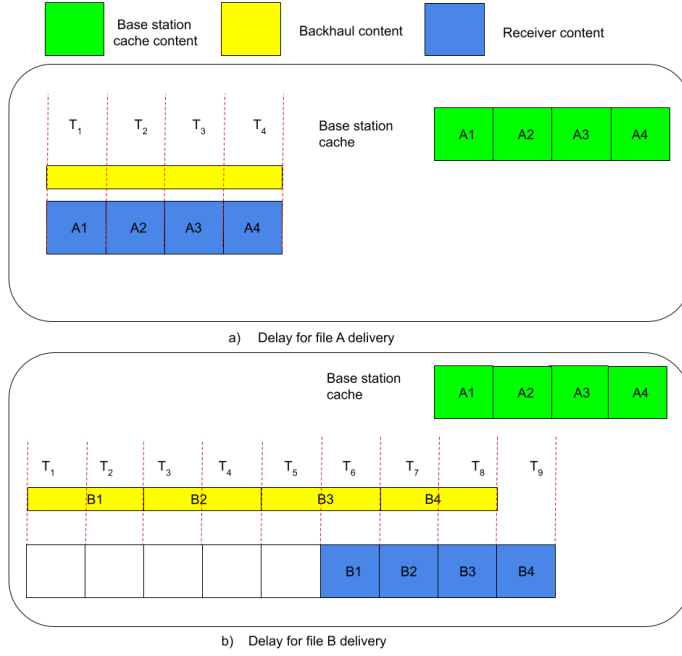 Base station
cache content
Backhaul content
Receiver content
T1 T2 T3 T4
Base station
cache
A1 A2 A3 A4
A1 A2 A3 A4
a) Delay for file A delivery
Base station
cache
A1 A2 A3 A4
T1 T2 T3 T4 T5 T6 T7 T8 T9
B1 B2 B3 B4
B1 B2 B3 B4
b) Delay for file B delivery